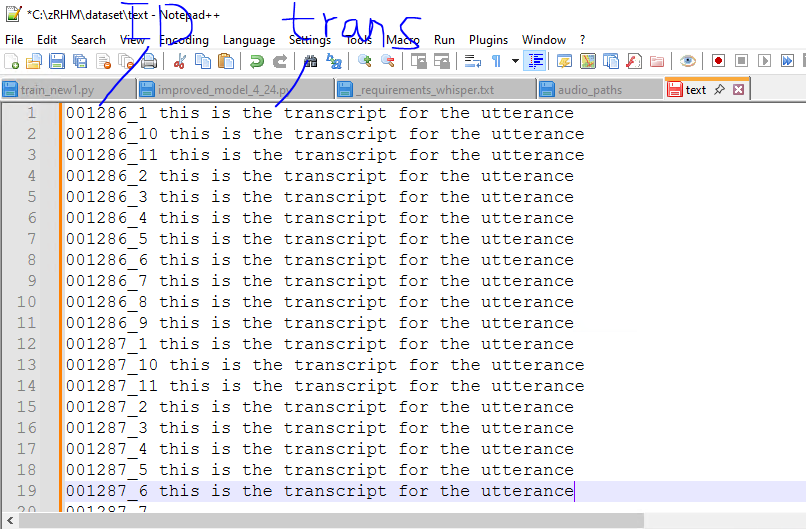 *C:\zRHM\dataset\text - Notepad++
ID trans
File Edit Search View Encoding Language Settings Tools Macro Run Plugins Window ?
train_new1.py improved_model_4_24.py _requirements_whisper.txt audio_paths text
1 001286_1 this is the transcript for the utterance
2 001286_10 this is the transcript for the utterance
3 001286_11 this is the transcript for the utterance
4 001286_2 this is the transcript for the utterance
5 001286_3 this is the transcript for the utterance
6 001286_4 this is the transcript for the utterance
7 001286_5 this is the transcript for the utterance
8 001286_6 this is the transcript for the utterance
9 001286_7 this is the transcript for the utterance
10 001286_8 this is the transcript for the utterance
11 001286_9 this is the transcript for the utterance
12 001287_1 this is the transcript for the utterance
13 001287_10 this is the transcript for the utterance
14 001287_11 this is the transcript for the utterance
15 001287_2 this is the transcript for the utterance
16 001287_3 this is the transcript for the utterance
17 001287_4 this is the transcript for the utterance
18 001287_5 this is the transcript for the utterance
19 001287_6 this is the transcript for the utterance
20 001287_7